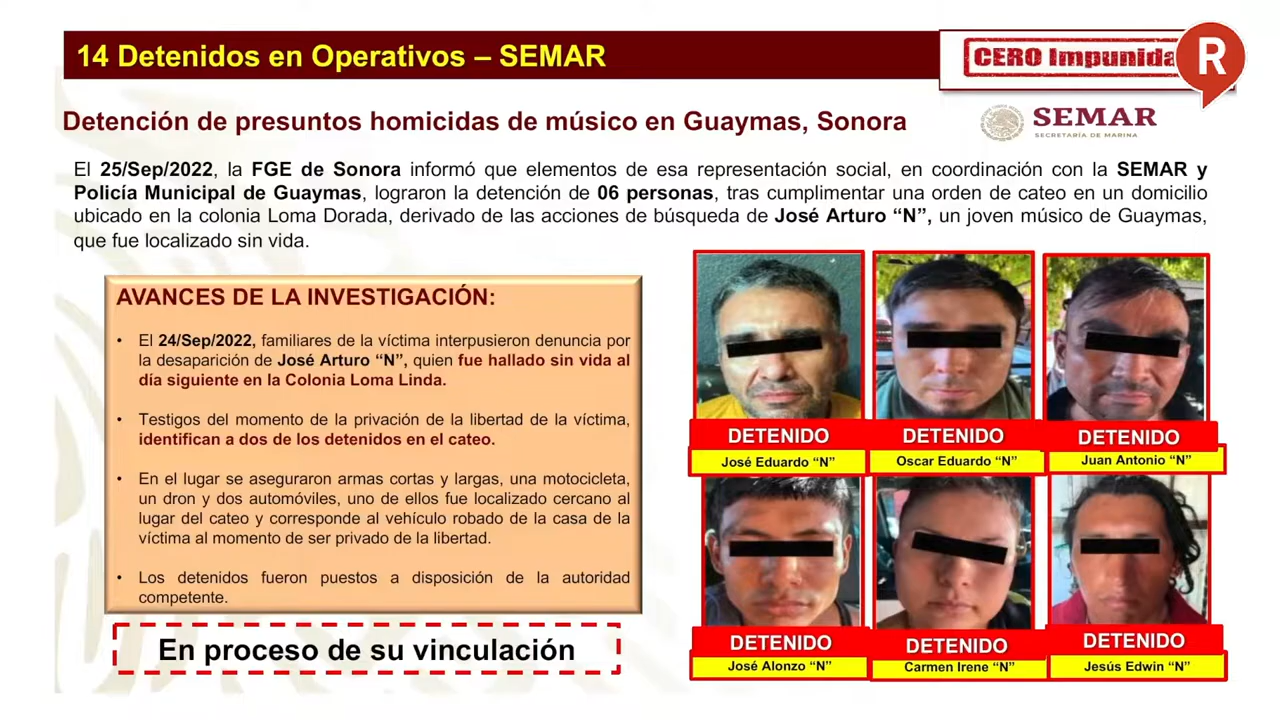 14 Detenidos en Operativos – SEMAR
CERO Impunida
R
Detención de presuntos homicidas de músico en Guaymas, Sonora
SEMAR
SECRETARÍA DE MARINA
El 25/Sep/2022, la FGE de Sonora informó que elementos de esa representación social, en coordinación con la SEMAR y
Policía Municipal de Guaymas, lograron la detención de 06 personas, tras cumplimentar una orden de cateo en un domicilio
ubicado en la colonia Loma Dorada, derivado de las acciones de búsqueda de José Arturo “N”, un joven músico de Guaymas,
que fue localizado sin vida.
AVANCES DE LA INVESTIGACIÓN:
• El 24/Sep/2022, familiares de la víctima interpusieron denuncia por
la desaparición de José Arturo “N”, quien fue hallado sin vida al
día siguiente en la Colonia Loma Linda.
• Testigos del momento de la privación de la libertad de la víctima,
identifican a dos de los detenidos en el cateo.
• En el lugar se aseguraron armas cortas y largas, una motocicleta,
un dron y dos automóviles, uno de ellos fue localizado cercano al
lugar del cateo y corresponde al vehículo robado de la casa de la
víctima al momento de ser privado de la libertad.
• Los detenidos fueron puestos a disposición de la autoridad
competente.
En proceso de su vinculación
DETENIDO
José Eduardo “N”
DETENIDO
Oscar Eduardo “N”
DETENIDO
Juan Antonio “N”
DETENIDO
José Alonzo “N”
DETENIDO
Carmen Irene “N”
DETENIDO
Jesús Edwin “N”